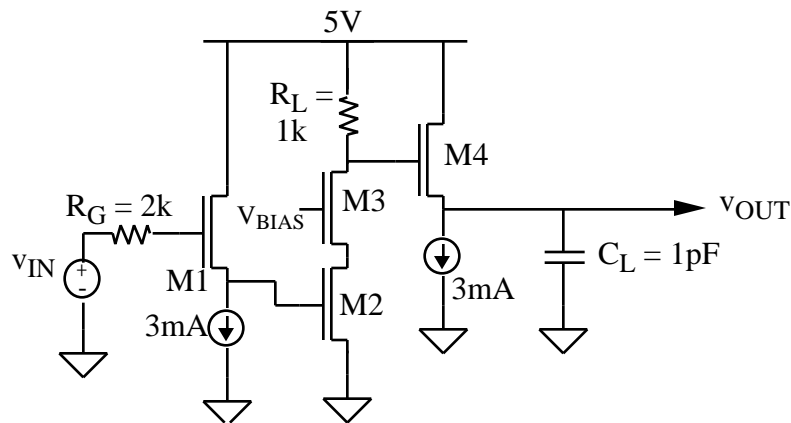 5V
R_L =
1k
M4
R_G = 2k
V_BIAS
M3
v_OUT
v_IN
+
-
M1
M2
3mA
3mA
C_L = 1pF